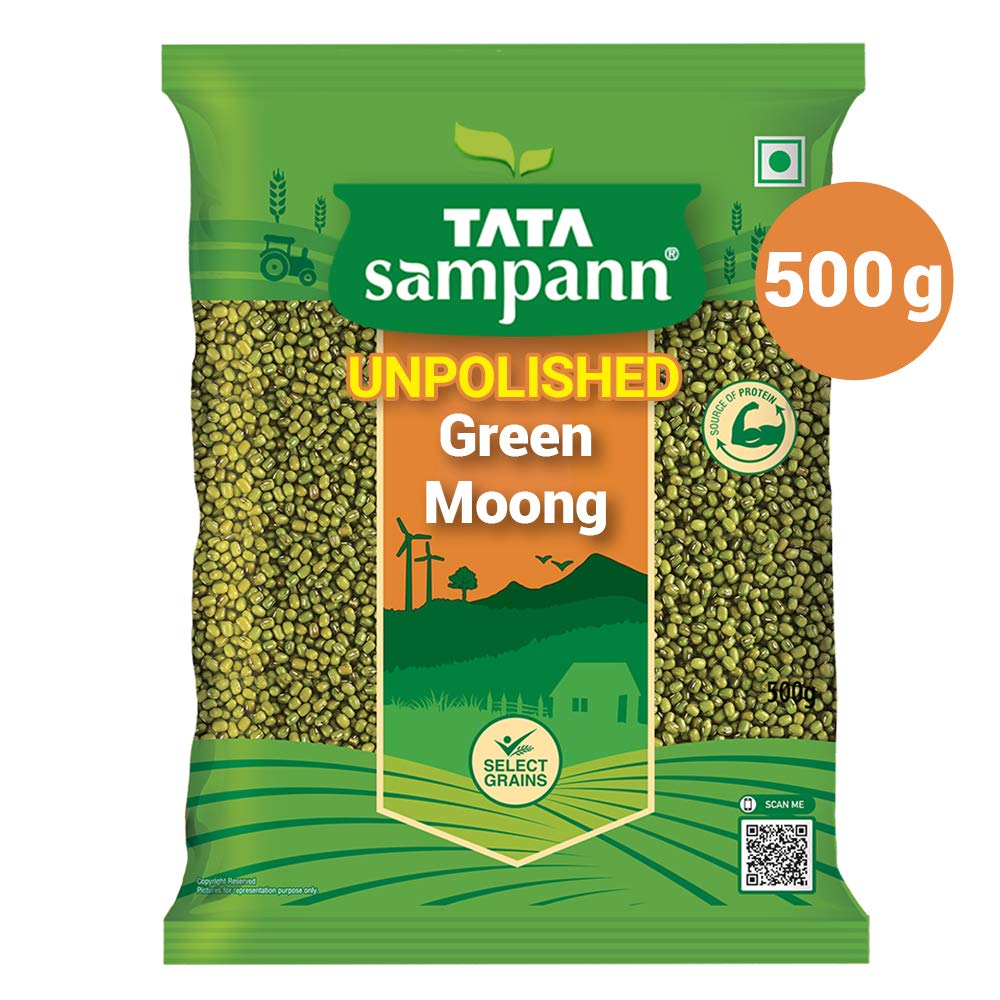 TATA
sampann®
500 g
UNPOLISHED
Green
Moong
SOURCE OF PROTEIN
500g
SELECT
GRAINS
SCAN ME
Copyright Reserved
Pictures for representation purpose only.